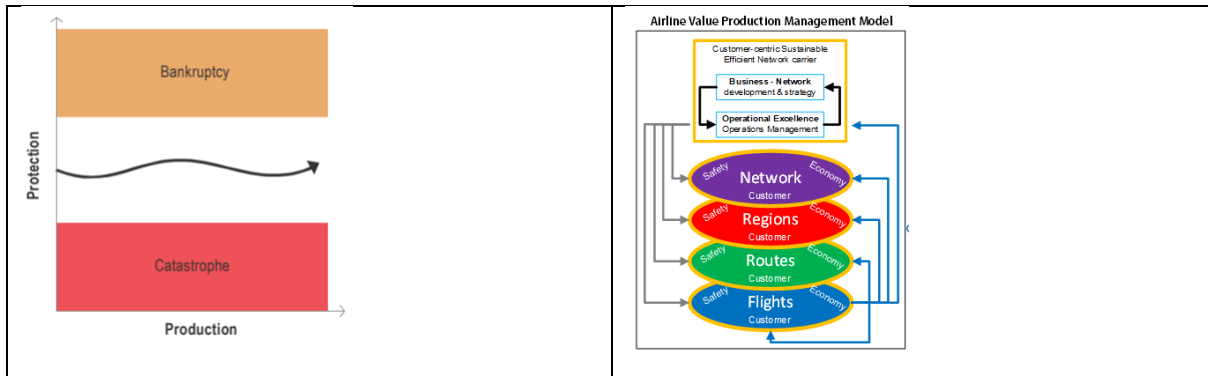 Bankruptcy
Protection
Catastrophe
Production
Airline Value Production Management Model
Customer-centric Sustainable
Efficient Network carrier
Business - Network
development & strategy
Operational Excellence
Operations Management
Safety
Network
Economy
Customer
Safety
Regions
Economy
Customer
Safety
Routes
Economy
Customer
Safety
Flights
Economy
Customer